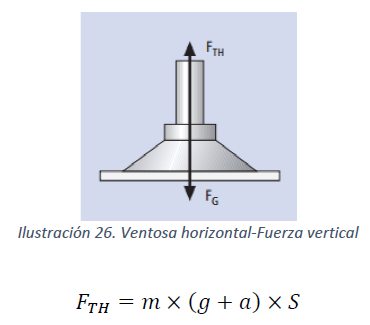 F_TH
F_G
Ilustración 26. Ventosa horizontal-Fuerza vertical
F_TH = m × (g + a) × S